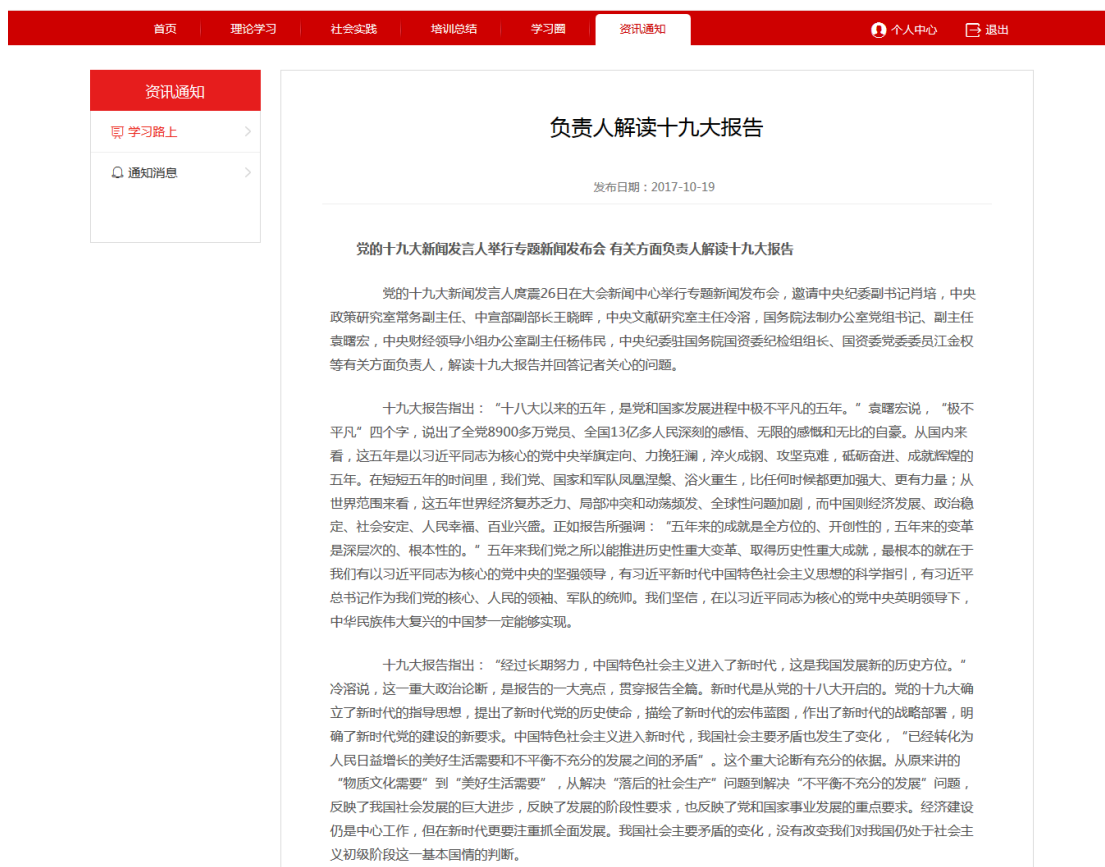 首页 理论学习 社会实践 培训总结 学习圈 资讯通知 个人中心 退出
资讯通知
学习路上
通知消息
负责人解读十九大报告
发布日期：2017-10-19
党的十九大新闻发言人举行专题新闻发布会 有关方面负责人解读十九大报告
党的十九大新闻发言人庹震26日在大会新闻中心举行专题新闻发布会，邀请中央纪委副书记肖培，中央
政策研究室常务副主任、中宣部副部长王晓晖，中央文献研究室主任冷溶，国务院法制办公室党组书记、副主任
袁曙宏，中央财经领导小组办公室副主任杨伟民，中央纪委驻国务院国资委纪检组组长、国资委党委委员江金权
等有关方面负责人，解读十九大报告并回答记者关心的问题。
十九大报告指出：“十八大以来的五年，是党和国家发展进程中极不平凡的五年。”袁曙宏说，“极不
平凡”四个字，说出了全党8900多万党员、全国13亿多人民深刻的感悟、无限的感慨和无比的自豪。从国内来
看，这五年是以习近平同志为核心的党中央举旗定向、力挽狂澜，淬火成钢、攻坚克难，砥砺奋进、成就辉煌的
五年。在短短五年的时间里，我们党、国家和军队凤凰涅槃、浴火重生，比任何时候都更加强大、更有力量；从
世界范围来看，这五年世界经济复苏乏力、局部冲突和动荡频发、全球性问题加剧，而中国则经济发展、政治稳
定、社会安定、人民幸福、百业兴盛。正如报告所强调：“五年来的成就是全方位的、开创性的，五年来的变革
是深层次的、根本性的。”五年来我们党之所以能推进历史性重大变革、取得历史性重大成就，最根本的就在于
我们有以习近平同志为核心的党中央的坚强领导，有习近平新时代中国特色社会主义思想的科学指引，有习近平
总书记作为我们党的核心、人民的领袖、军队的统帅。我们坚信，在以习近平同志为核心的党中央英明领导下，
中华民族伟大复兴的中国梦一定能够实现。
十九大报告指出：“经过长期努力，中国特色社会主义进入了新时代，这是我国发展新的历史方位。”
冷溶说，这一重大政治论断，是报告的一大亮点，贯穿报告全篇。新时代是从党的十八大开启的。党的十九大确
立了新时代的指导思想，提出了新时代党的历史使命，描绘了新时代的宏伟蓝图，作出了新时代的战略部署，明
确了新时代党的建设的新要求。中国特色社会主义进入新时代，我国社会主要矛盾也发生了变化，“已经转化为
人民日益增长的美好生活需要和不平衡不充分的发展之间的矛盾”。这个重大论断有充分的依据。从原来讲的
“物质文化需要”到“美好生活需要”，从解决“落后的社会生产”问题到解决“不平衡不充分的发展”问题，
反映了我国社会发展的巨大进步，反映了发展的阶段性要求，也反映了党和国家事业发展的重点要求。经济建设
仍是中心工作，但在新时代更要注重抓全面发展。我国社会主要矛盾的变化，没有改变我们对我国仍处于社会主
义初级阶段这一基本国情的判断。